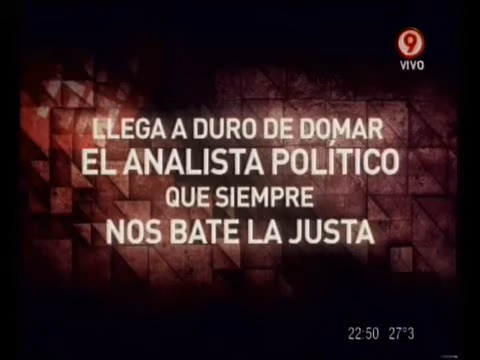 9
VIVO
LLEGA A DURO DE DOMAR
EL ANALISTA POLÍTICO
QUE SIEMPRE
NOS BATE LA JUSTA
22:50 27°3